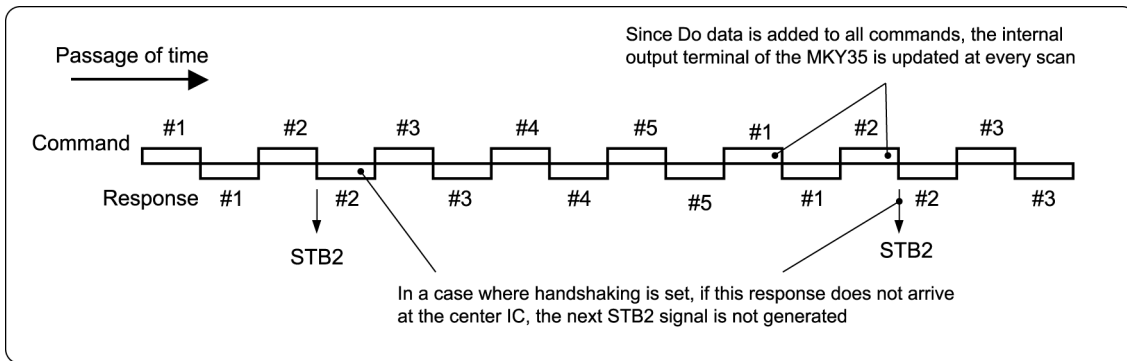 Since Do data is added to all commands, the internal
output terminal of the MKY35 is updated at every scan
Passage of time
#1 #2 #3 #4 #5 #1 #2 #3
Command
Response #1 #2 #3 #4 #5 #1 #2 #3
STB2 STB2
In a case where handshaking is set, if this response does not arrive
at the center IC, the next STB2 signal is not generated